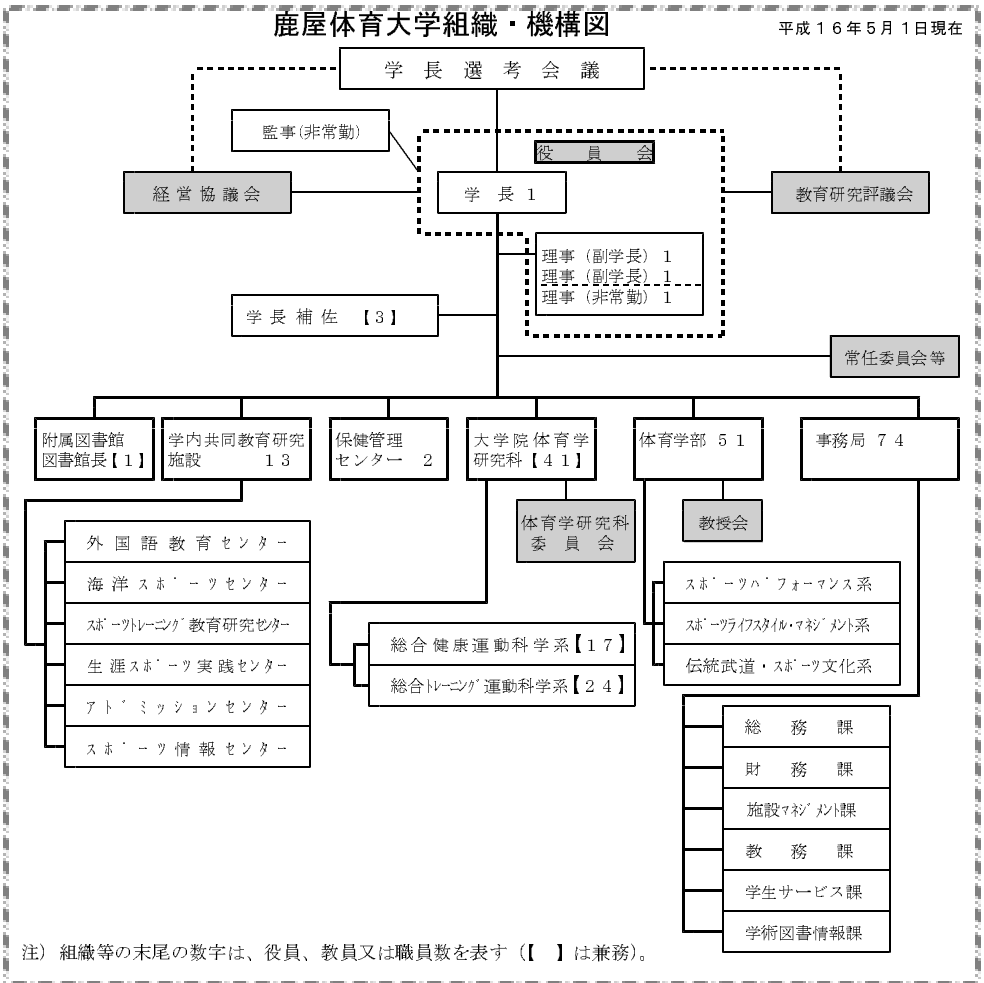 鹿屋体育大学組織・機構図
平成16年5月1日現在
学長選考会議
監事(非常勤)
役員会
経営協議会
学長1
教育研究評議会
理事(副学長)1
理事(副学長)1
理事(非常勤)1
学長補佐【3】
常任委員会等
附属図書館
図書館長【1】
学内共同教育研究
施設 13
保健管理
センター 2
大学院体育学
研究科【41】
体育学部 51
事務局 74
体育学研究科
委員会
教授会
外国語教育センター
海洋スポーツセンター
スポーツトレーニング教育研究センター
生涯スポーツ実践センター
アドミッションセンター
スポーツ情報センター
総合健康運動科学系【17】
総合トレーニング運動科学系【24】
スポーツパフォーマンス系
スポーツライフスタイル・マネジメント系
伝統武道・スポーツ文化系
総務課
財務課
施設マネジメント課
教務課
学生サービス課
学術図書情報課
注)組織等の末尾の数字は、役員、教員又は職員数を表す(【 】は兼務)。